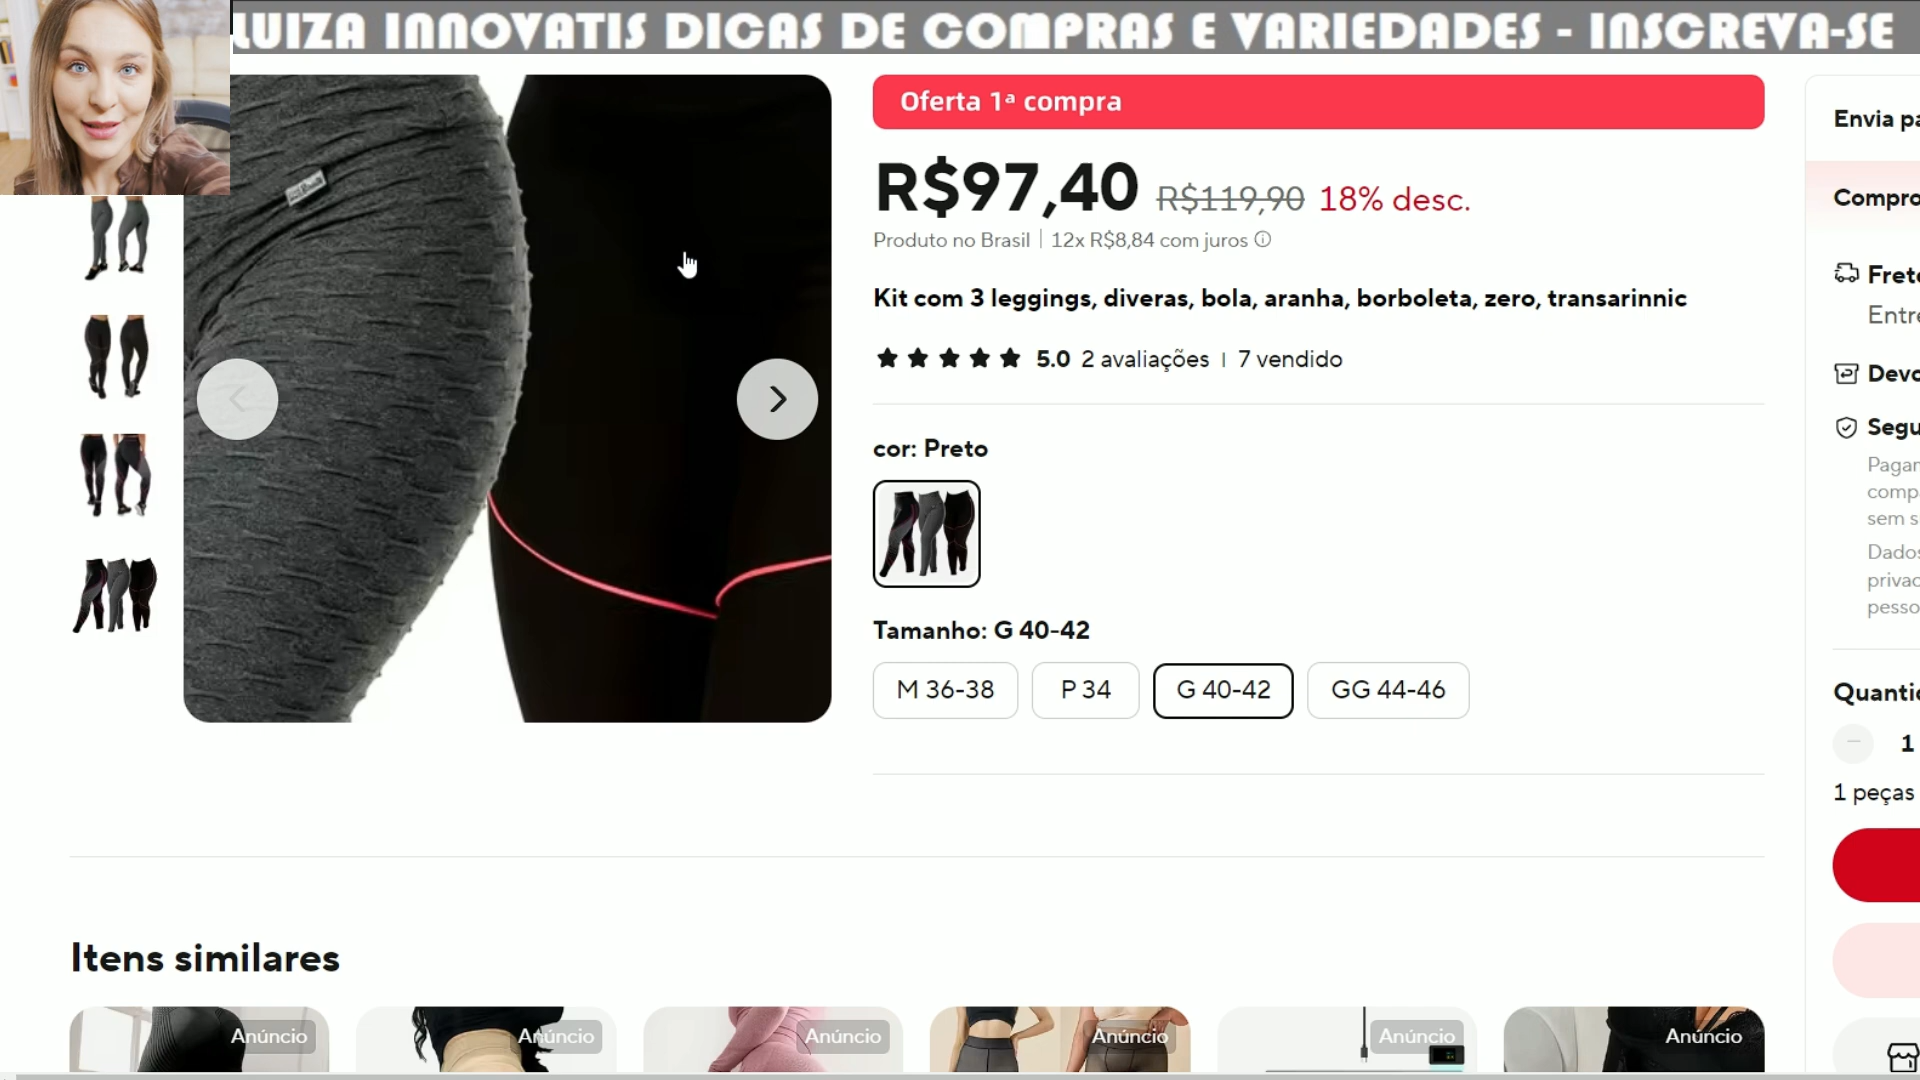 LUIZA INNOVATIS DICAS DE COMPRAS E VARIEDADES - INSCREVA-SE
Oferta 1ª compra
R$97,40 R$119,90 18% desc.
Produto no Brasil | 12x R$8,84 com juros
Kit com 3 leggings, diveras, bola, aranha, borboleta, zero, transarinnic
5.0 2 avaliações | 7 vendido
cor: Preto
Tamanho: G 40-42
M 36-38
P 34
G 40-42
GG 44-46
Envia pa
Compro
Frete
Entre
Devo
Segu
Pagam
comp
sem s
Dados
privac
pesso
Quantid
1
1 peças
Itens similares
Anúncio
Anúncio
Anúncio
Anúncio
Anúncio
Anúncio